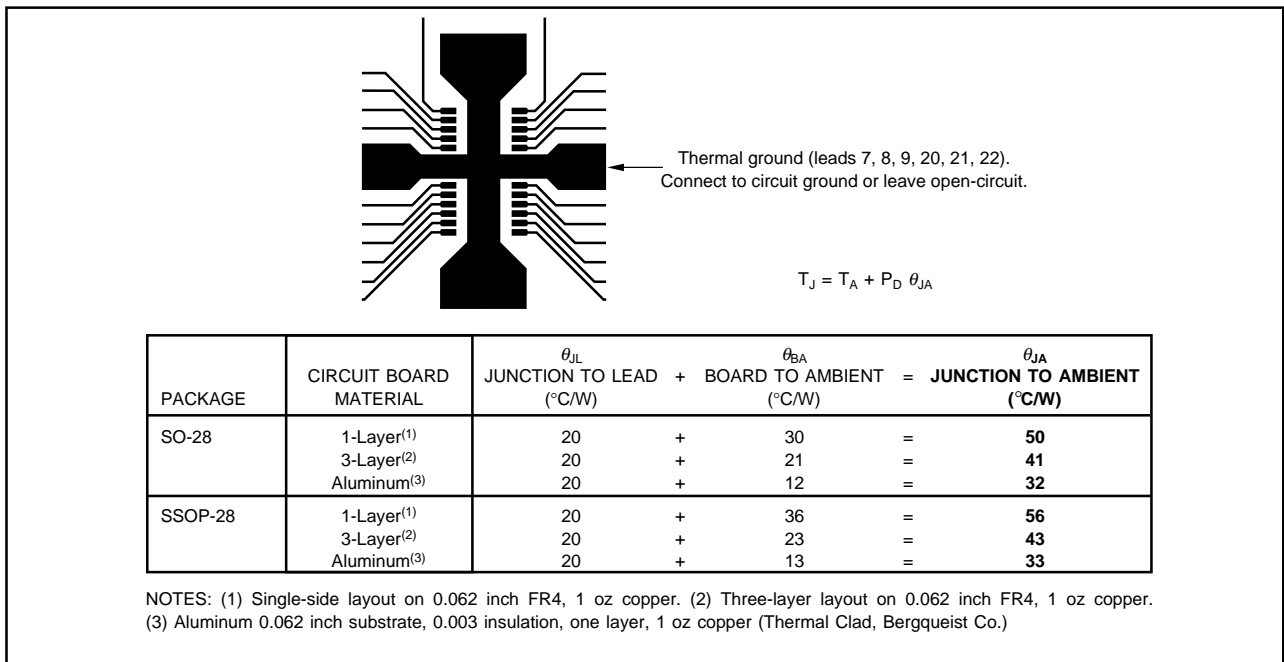 Thermal ground (leads 7, 8, 9, 20, 21, 22).
Connect to circuit ground or leave open-circuit.
T_J = T_A + P_D θ_JA
PACKAGE
CIRCUIT BOARD
MATERIAL
θ_JL
JUNCTION TO LEAD
(°C/W)
+
θ_BA
BOARD TO AMBIENT
(°C/W)
=
θ_JA
JUNCTION TO AMBIENT
(°C/W)
SO-28 1-Layer(1) 20 + 30 = 50
3-Layer(2) 20 + 21 = 41
Aluminum(3) 20 + 12 = 32
SSOP-28 1-Layer(1) 20 + 36 = 56
3-Layer(2) 20 + 23 = 43
Aluminum(3) 20 + 13 = 33
NOTES: (1) Single-side layout on 0.062 inch FR4, 1 oz copper. (2) Three-layer layout on 0.062 inch FR4, 1 oz copper.
(3) Aluminum 0.062 inch substrate, 0.003 insulation, one layer, 1 oz copper (Thermal Clad, Bergqueist Co.)